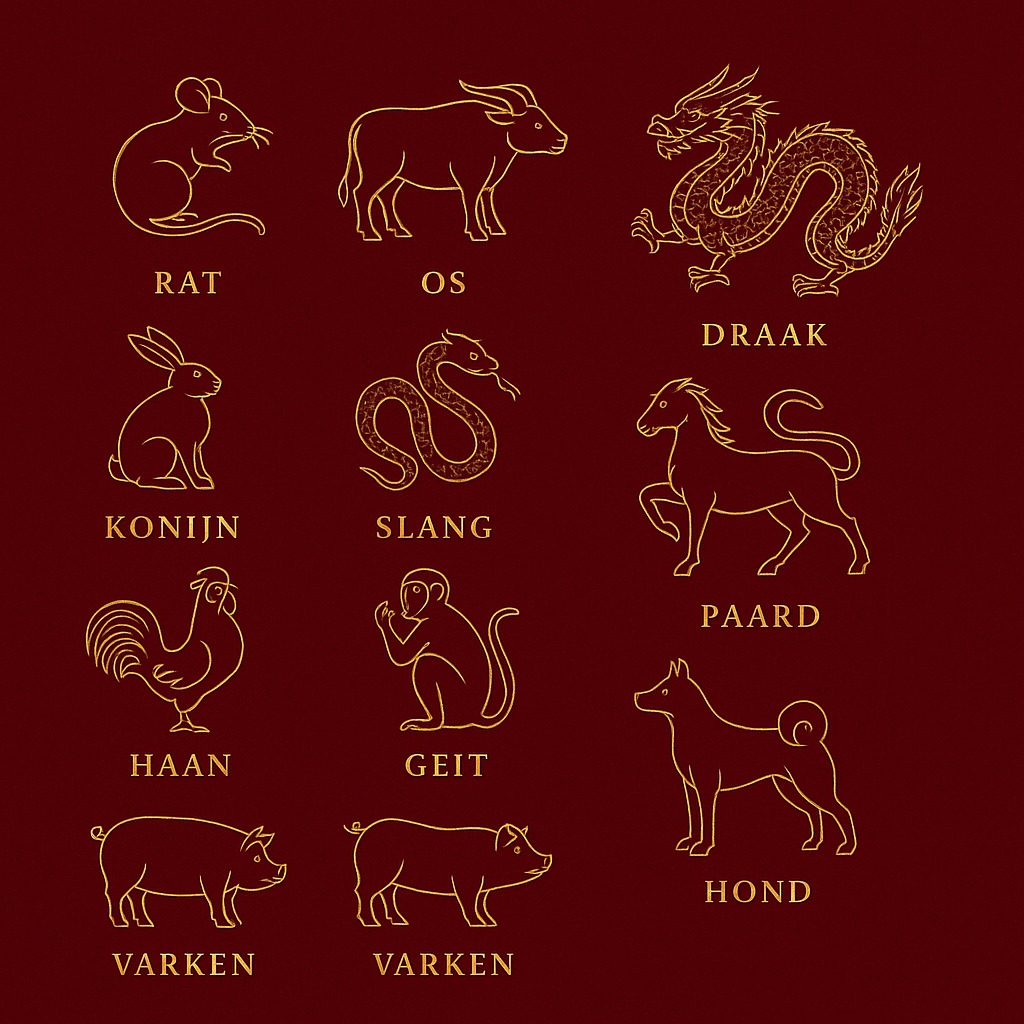 RAT
OS
DRAAK
KONIJN
SLANG
PAARD
HAAN
GEIT
HOND
VARKEN
VARKEN